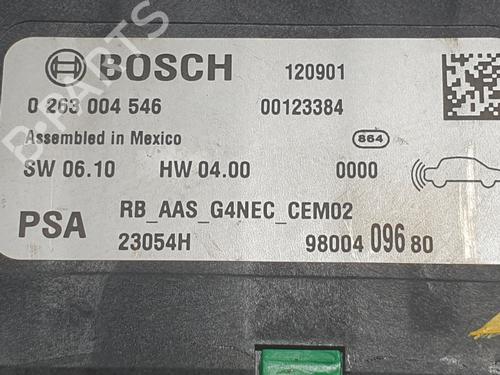 BOSCH 120901
0 263 004 546 00123384
Assembled in Mexico 864
SW 06.10 HW 04.00 0000
PSA RB_AAS_G4NEC_CEM02
23054H 98004 096 80
BPARTS